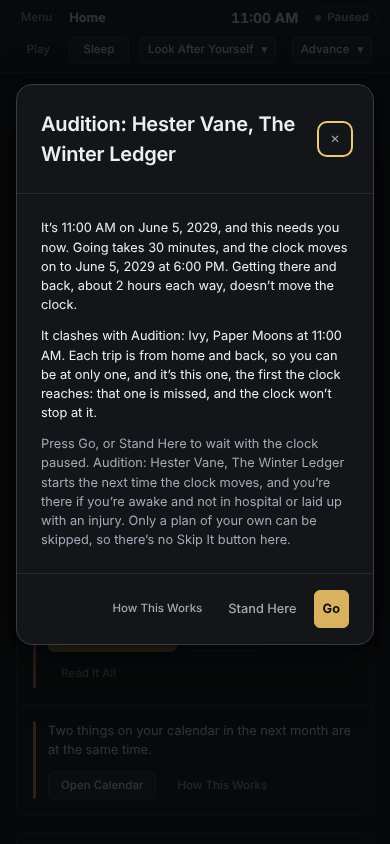 Menu Home 11:00 AM Paused
Play Sleep Look After Yourself ▾ Advance ▾
Audition: Hester Vane, The
Winter Ledger
×
It’s 11:00 AM on June 5, 2029, and this needs you
now. Going takes 30 minutes, and the clock moves
on to June 5, 2029 at 6:00 PM. Getting there and
back, about 2 hours each way, doesn’t move the
clock.
It clashes with Audition: Ivy, Paper Moons at 11:00
AM. Each trip is from home and back, so you can
be at only one, and it’s this one, the first the clock
reaches: that one is missed, and the clock won’t
stop at it.
Press Go, or Stand Here to wait with the clock
paused. Audition: Hester Vane, The Winter Ledger
starts the next time the clock moves, and you’re
there if you’re awake and not in hospital or laid up
with an injury. Only a plan of your own can be
skipped, so there’s no Skip It button here.
How This Works Stand Here Go
Read It All
Two things on your calendar in the next month are
at the same time.
Open Calendar How This Works